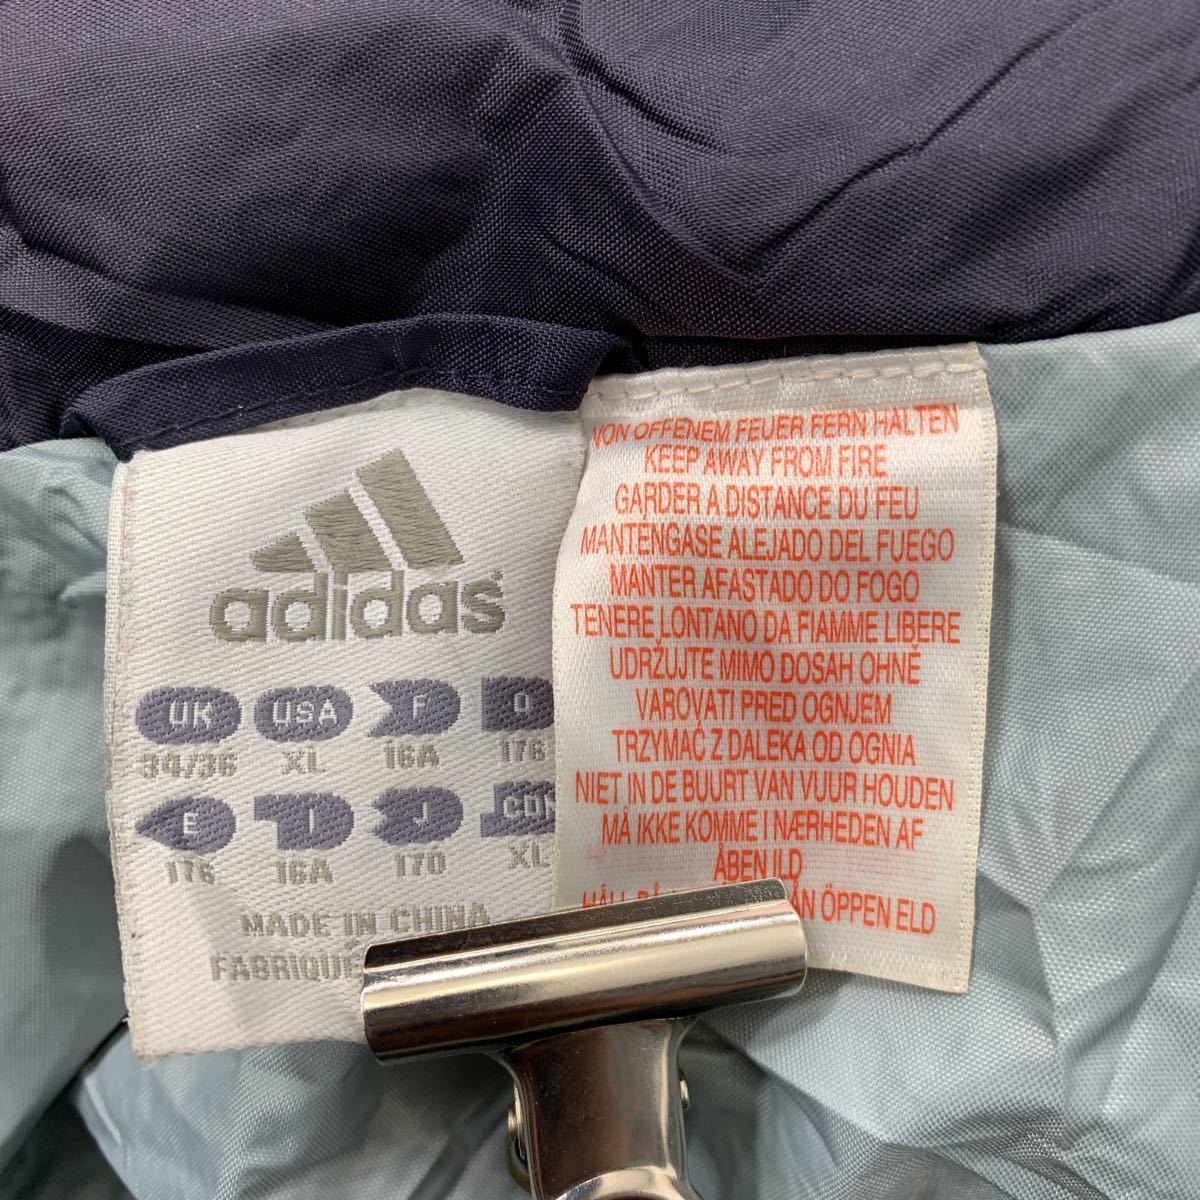 adidas
UK USA F D
34/36 XL 16A 176
E I J
176 16A 170 XL
MADE IN CHINA
FABRIQUÉ
VON OFFENEM FEUER FERN HALTEN
KEEP AWAY FROM FIRE
GARDER A DISTANCE DU FEU
MANTÉNGASE ALEJADO DEL FUEGO
MANTER AFASTADO DO FOGO
TENERE LONTANO DA FIAMME LIBERE
UDRŽUJTE MIMO DOSAH OHNĚ
VAROVATI PRED OGNJEM
TRZYMAĆ Z DALEKA OD OGNIA
NIET IN DE BUURT VAN VUUR HOUDEN
MÅ IKKE KOMME I NÆRHEDEN AF
ÅBEN ILD
ÖPPEN ELD